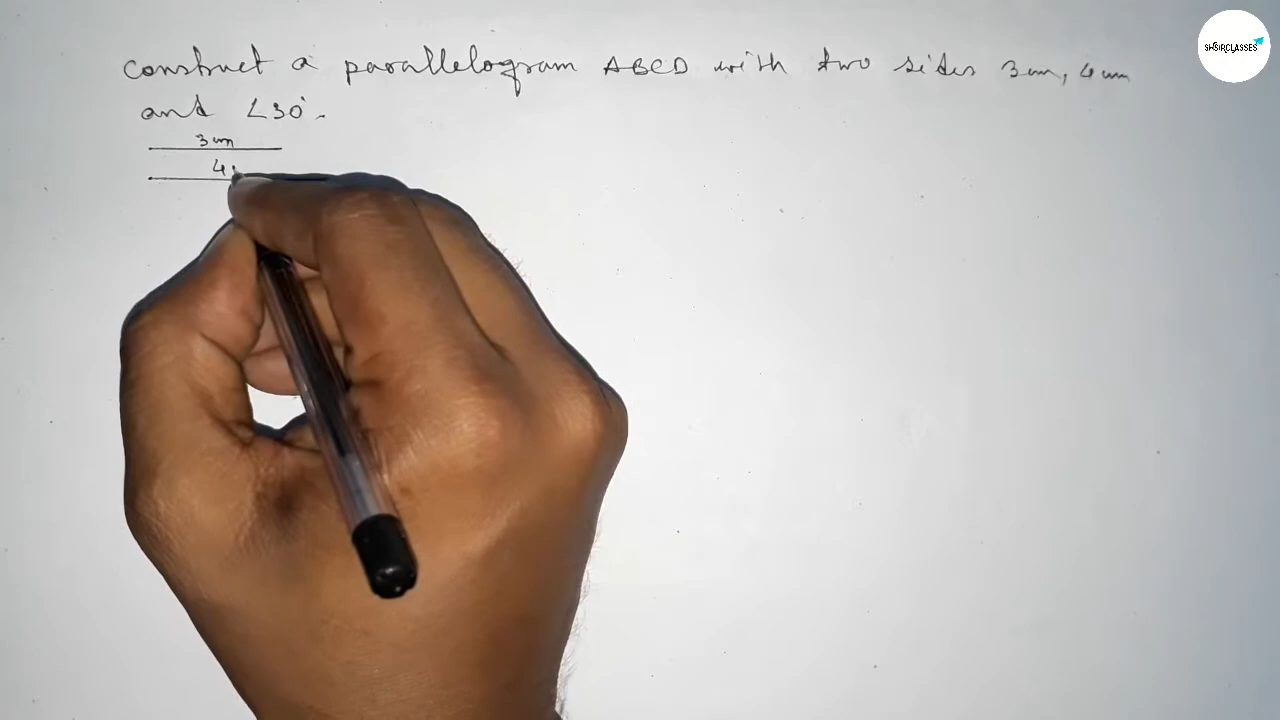 construct a parallelogram ABCD with two sides 3cm, 4cm
and ∠30°.
3cm
4
SHSIRCLASSES